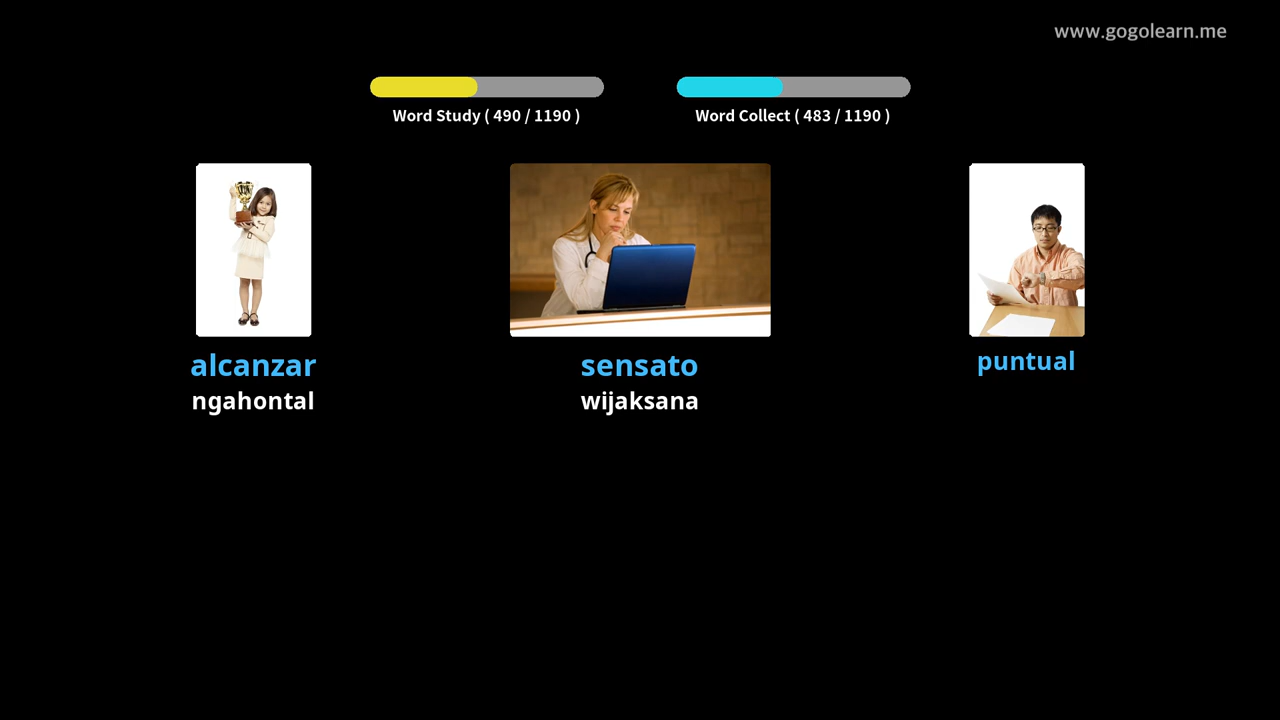 www.gogolearn.me
Word Study ( 490 / 1190 )
Word Collect ( 483 / 1190 )
alcanzar
ngahontal
sensato
wijaksana
puntual